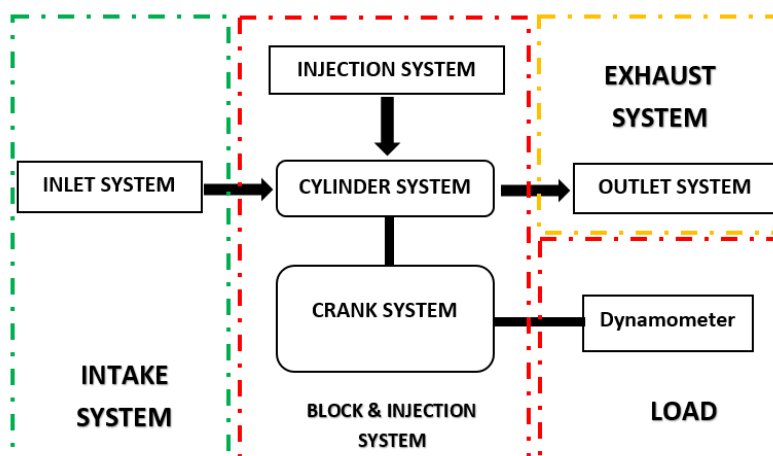 INJECTION SYSTEM
EXHAUST
SYSTEM
INLET SYSTEM
CYLINDER SYSTEM
OUTLET SYSTEM
CRANK SYSTEM
Dynamometer
INTAKE
SYSTEM
BLOCK & INJECTION
SYSTEM
LOAD